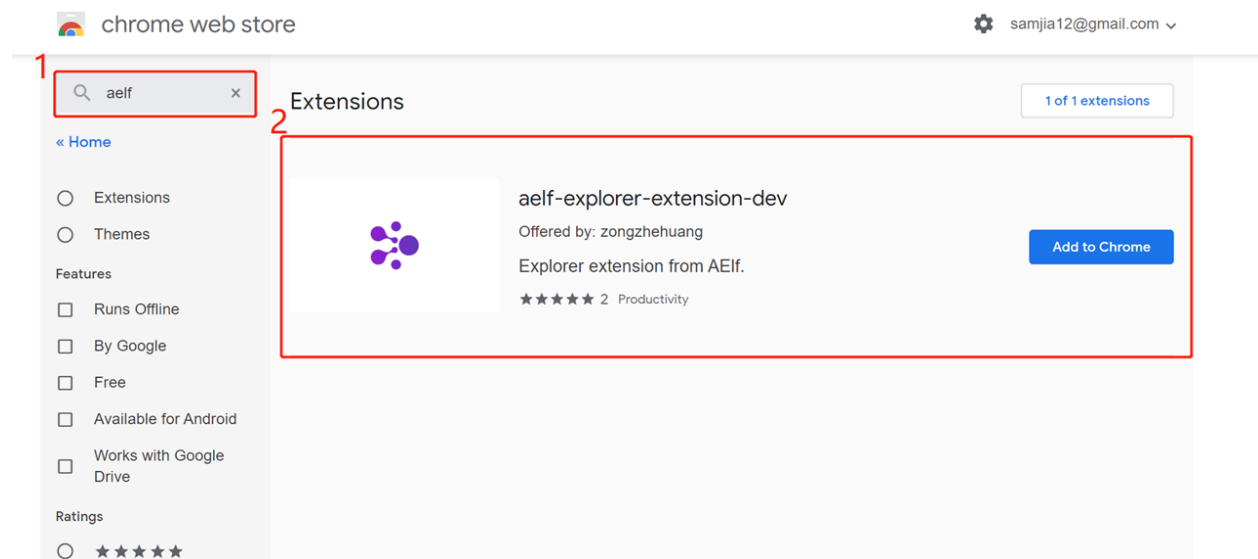 chrome web store
samjia12@gmail.com
1
aelf
×
« Home
Extensions
Themes
Features
Runs Offline
By Google
Free
Available for Android
Works with Google
Drive
Ratings
★★★★★
Extensions
1 of 1 extensions
2
aelf-explorer-extension-dev
Offered by: zongzhehuang
Explorer extension from AElf.
★★★★★ 2 Productivity
Add to Chrome